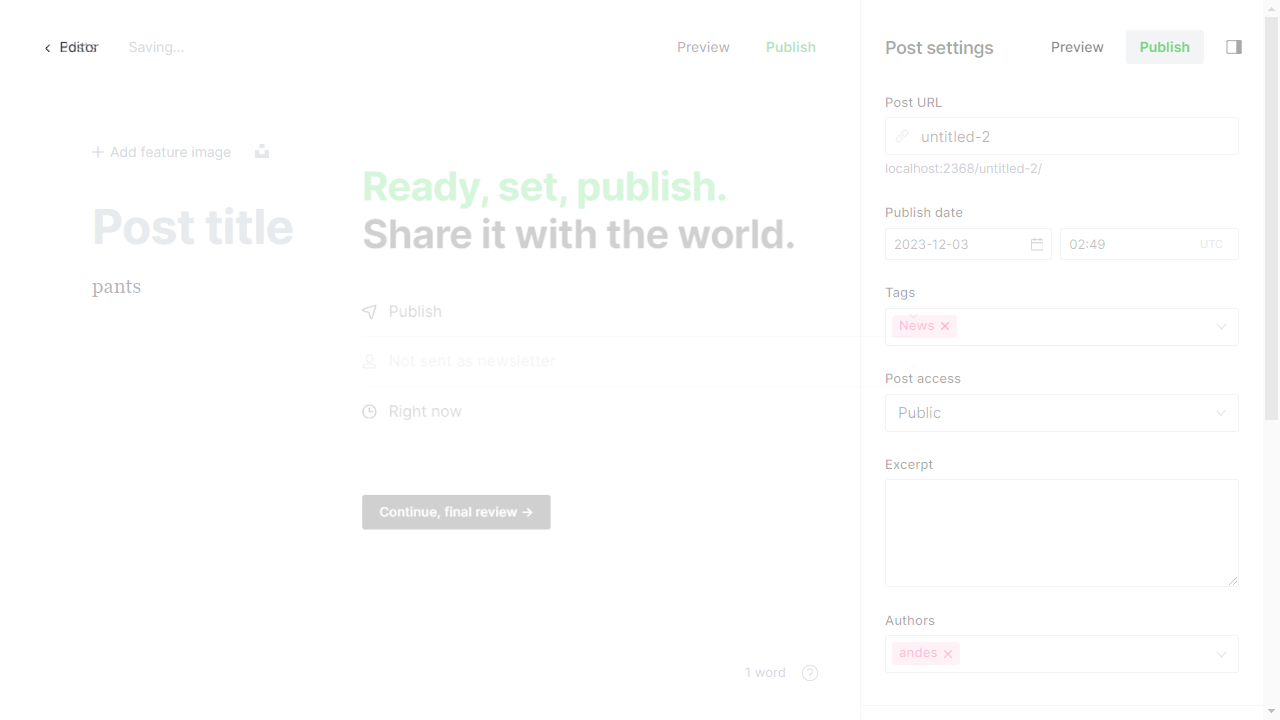 Editor
Saving...
Preview
Publish
Add feature image
Post title
pants
Ready, set, publish.
Share it with the world.
Publish
Not sent as newsletter
Right now
Continue, final review →
1 word
Post settings
Preview
Publish
Post URL
untitled-2
localhost:2368/untitled-2/
Publish date
2023-12-03
02:49
UTC
Tags
News
Post access
Public
Excerpt
Authors
andes